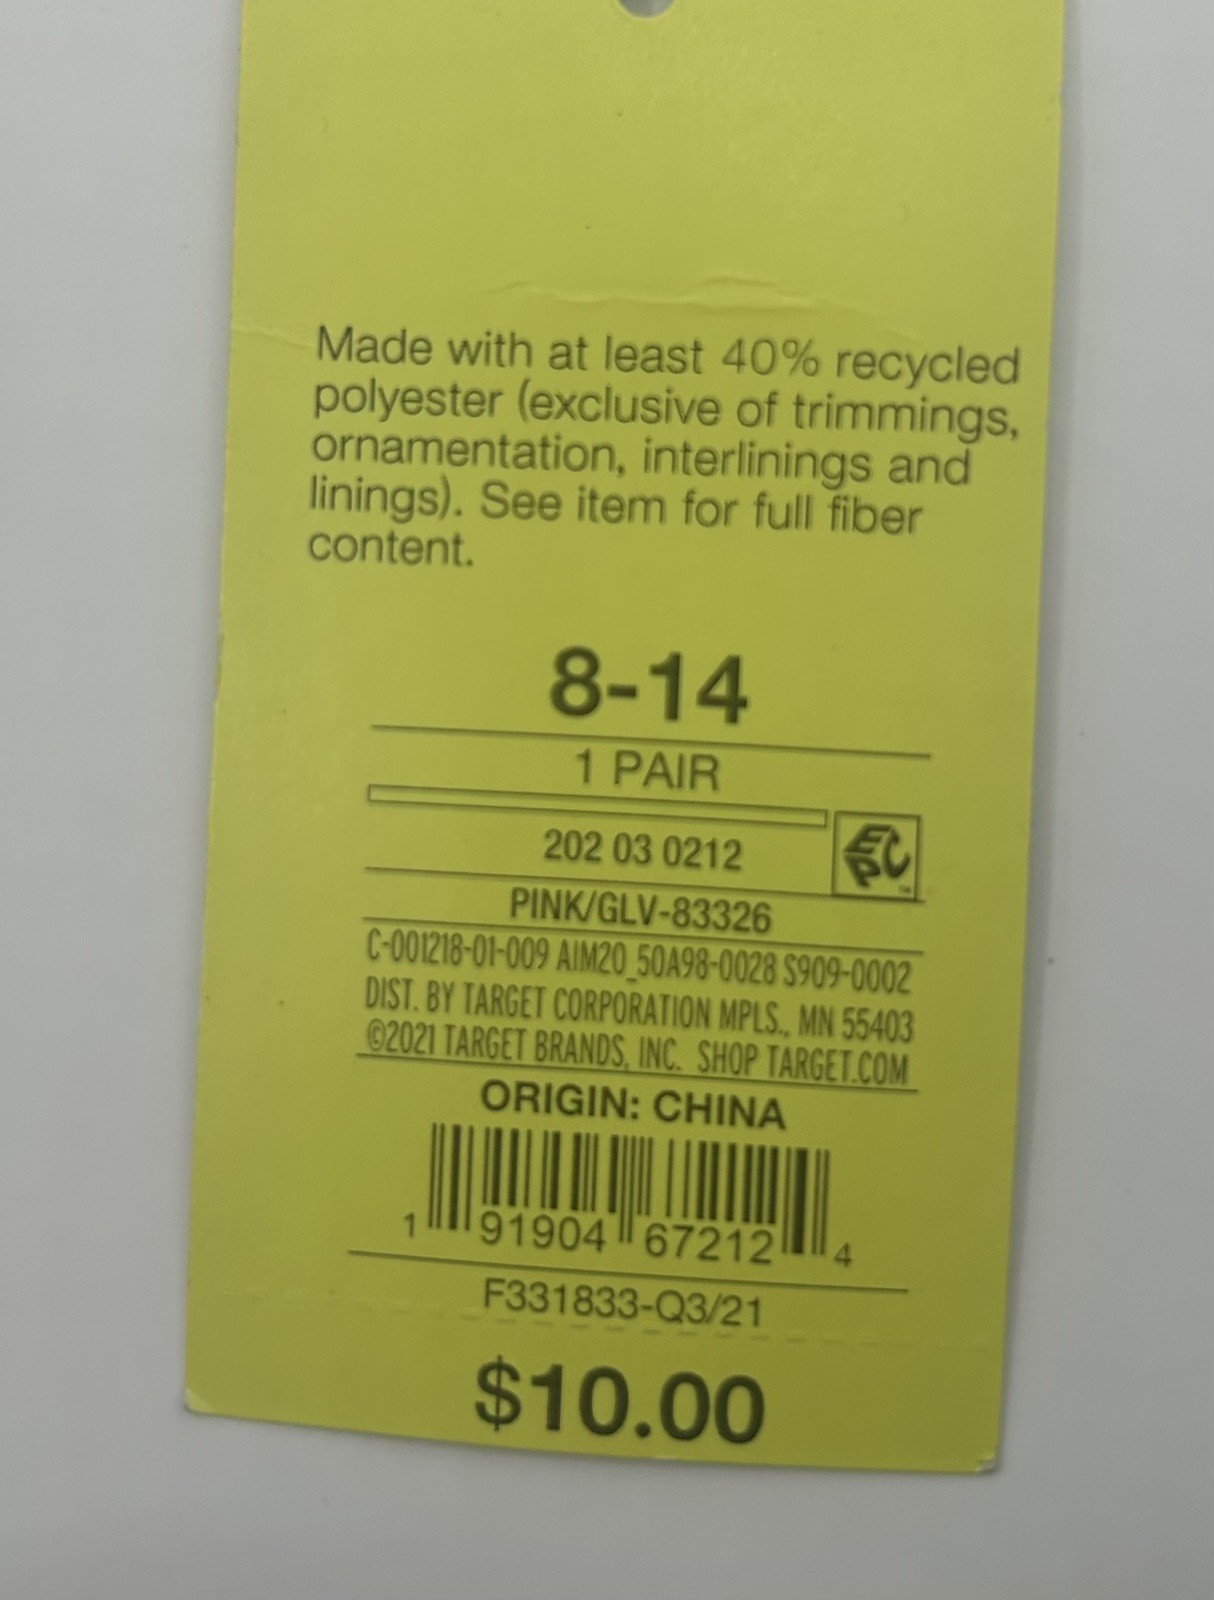 Made with at least 40% recycled
polyester (exclusive of trimmings,
ornamentation, interlinings and
linings). See item for full fiber
content.
8-14
1 PAIR
202 03 0212
EPC™
PINK/GLV-83326
C-001218-01-009 AIM20_50A98-0028 S909-0002
DIST. BY TARGET CORPORATION MPLS., MN 55403
©2021 TARGET BRANDS, INC. SHOP TARGET.COM
ORIGIN: CHINA
1 91904 67212 4
F331833-Q3/21
$10.00